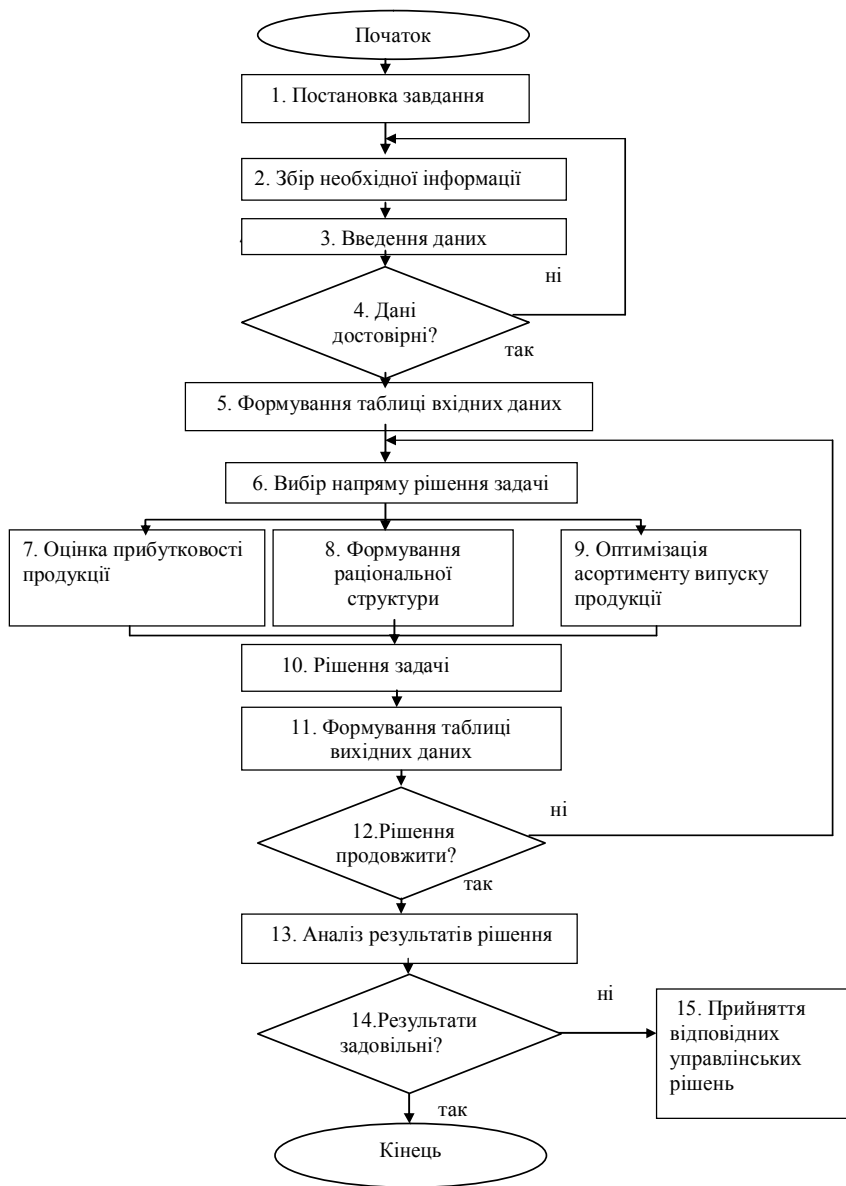 Початок
1. Постановка завдання
2. Збір необхідної інформації
3. Введення даних
ні
4. Дані
достовірні?
так
5. Формування таблиці вхідних даних
6. Вибір напряму рішення задачі
7. Оцінка прибутковості
продукції
8. Формування
раціональної
структури
9. Оптимізація
асортименту випуску
продукції
10. Рішення задачі
11. Формування таблиці
вихідних даних
ні
12.Рішення
продовжити?
так
13. Аналіз результатів рішення
ні
14.Результати
задовільні?
15. Прийняття
відповідних
управлінських
рішень
так
Кінець